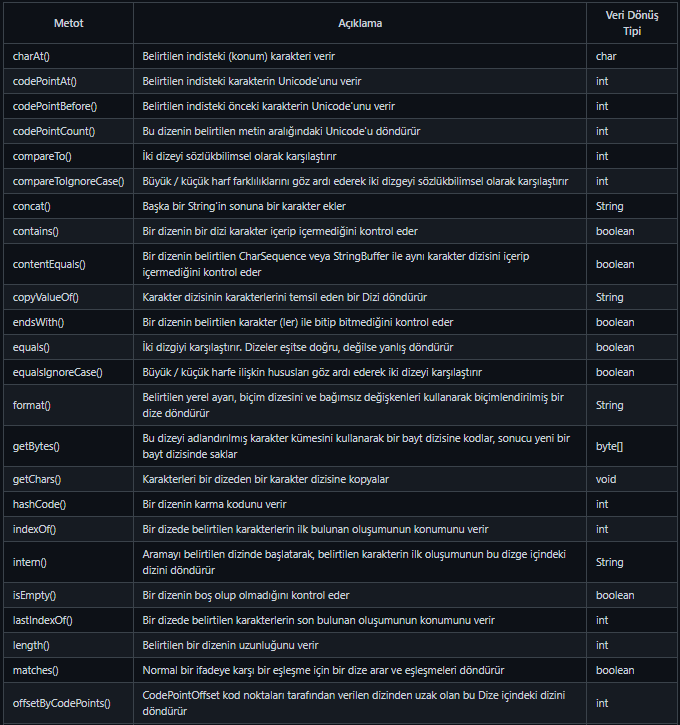 Metot Açıklama Veri Dönüş
Tipi
charAt() Belirtilen indisteki (konum) karakteri verir char
codePointAt() Belirtilen indisteki karakterin Unicode'unu verir int
codePointBefore() Belirtilen indisteki önceki karakterin Unicode'unu verir int
codePointCount() Bu dizenin belirtilen metin aralığındaki Unicode'u döndürür int
compareTo() İki dizeyi sözlükbilimsel olarak karşılaştırır int
compareToIgnoreCase() Büyük / küçük harf farklılıklarını göz ardı ederek iki dizgeyi sözlükbilimsel olarak karşılaştırır int
concat() Başka bir String'in sonuna bir karakter ekler String
contains() Bir dizenin bir dizi karakter içerip içermediğini kontrol eder boolean
contentEquals() Bir dizenin belirtilen CharSequence veya StringBuffer ile aynı karakter dizisini içerip
içermediğini kontrol eder boolean
copyValueOf() Karakter dizisinin karakterlerini temsil eden bir Dizi döndürür String
endsWith() Bir dizenin belirtilen karakter (ler) ile bitip bitmediğini kontrol eder boolean
equals() İki dizgiyi karşılaştırır. Dizeler eşitse doğru, değilse yanlış döndürür boolean
equalsIgnoreCase() Büyük / küçük harfe ilişkin hususları göz ardı ederek iki dizeyi karşılaştırır boolean
format() Belirtilen yerel ayarı, biçim dizesini ve bağımsız değişkenleri kullanarak biçimlendirilmiş bir
dize döndürür String
getBytes() Bu dizeyi adlandırılmış karakter kümesini kullanarak bir bayt dizisine kodlar, sonucu yeni bir
bayt dizisinde saklar byte[]
getChars() Karakterleri bir dizeden bir karakter dizisine kopyalar void
hashCode() Bir dizenin karma kodunu verir int
indexOf() Bir dizede belirtilen karakterlerin ilk bulunan oluşumunun konumunu verir int
intern() Aramayı belirtilen dizinde başlatarak, belirtilen karakterin ilk oluşumunun bu dizge içindeki
dizini döndürür String
isEmpty() Bir dizenin boş olup olmadığını kontrol eder boolean
lastIndexOf() Bir dizede belirtilen karakterlerin son bulunan oluşumunun konumunu verir int
length() Belirtilen bir dizenin uzunluğunu verir int
matches() Normal bir ifadeye karşı bir eşleşme için bir dize arar ve eşleşmeleri döndürür boolean
offsetByCodePoints() CodePointOffset kod noktaları tarafından verilen dizinden uzak olan bu Dize içindeki dizini
döndürür int